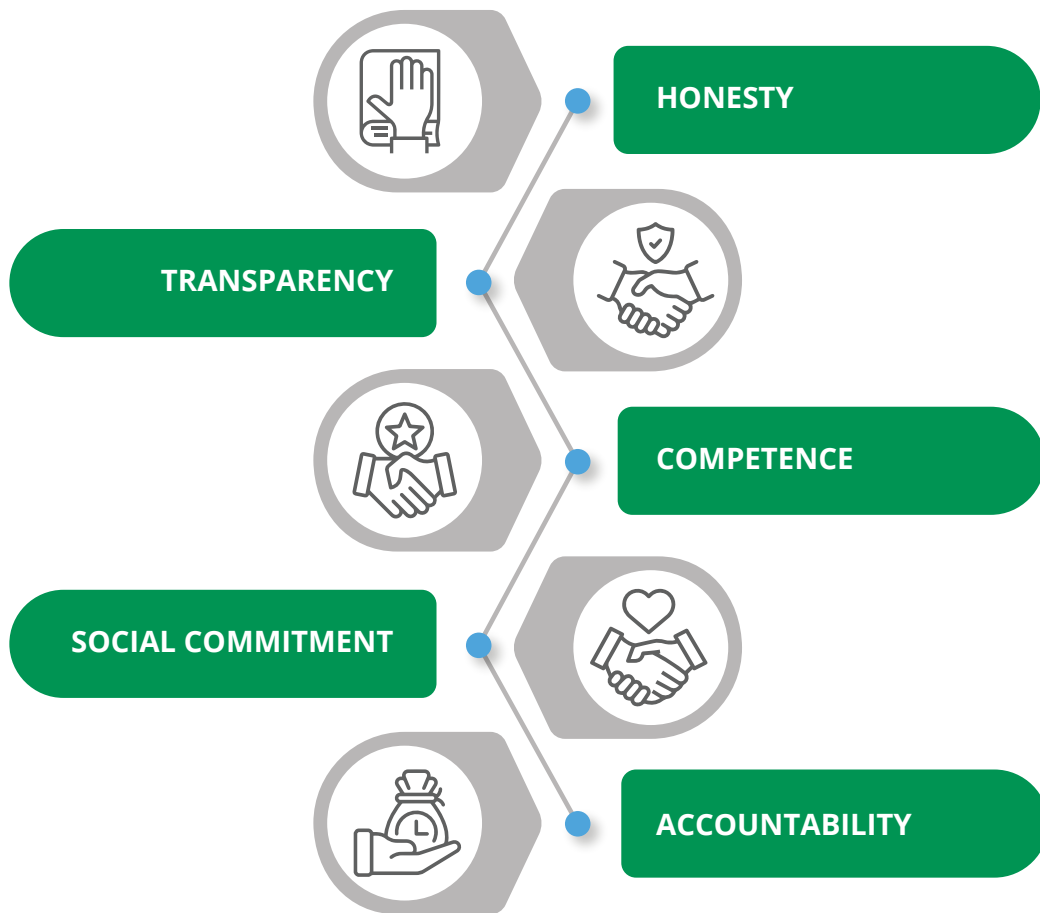 HONESTY
TRANSPARENCY
COMPETENCE
SOCIAL COMMITMENT
ACCOUNTABILITY